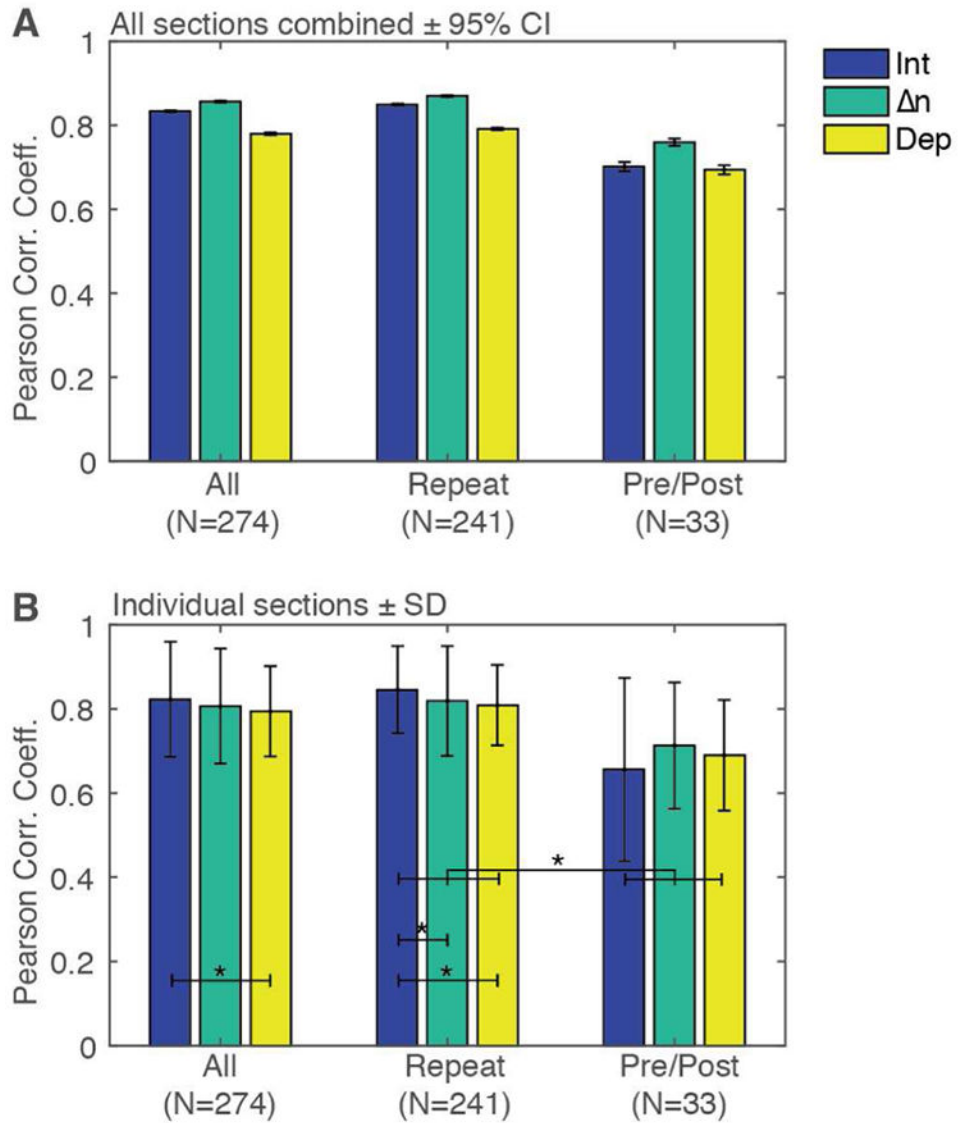 A All sections combined ± 95% CI
1
0.8
0.6
0.4
0.2
0
Pearson Corr. Coeff.
Int
Δn
Dep
All Repeat Pre/Post
(N=274) (N=241) (N=33)
B Individual sections ± SD
1
0.8
0.6
0.4
0.2
0
Pearson Corr. Coeff.
*
*
* *
All Repeat Pre/Post
(N=274) (N=241) (N=33)